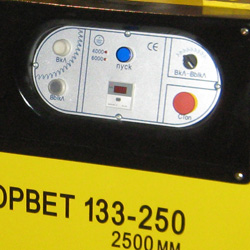 4000
6000
CE
пуск
Вкл
Вкл -Выкл
Выкл
Стоп
ОРВЕТ 133-250
2500 ММ